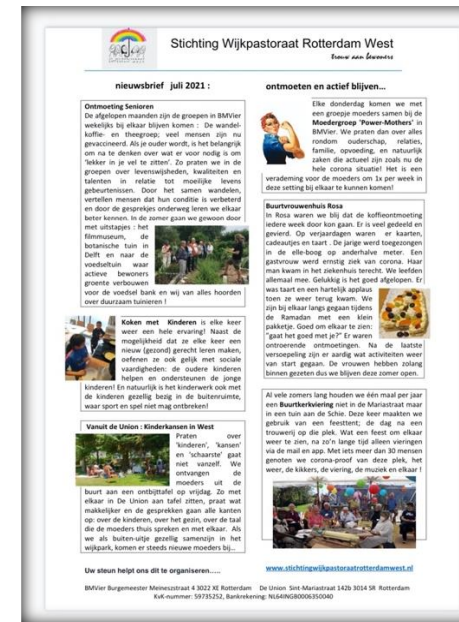 Stichting Wijkpastoraat Rotterdam West
Trouw aan bewoners
nieuwsbrief juli 2021 :
Ontmoeting Senioren
De afgelopen maanden zijn de groepen in BMVier
wekelijks bij elkaar blijven komen : De wandel-
koffie- en theegroep; veel mensen zijn nu
gevaccineerd. Als je ouder wordt, is het belangrijk
om na te denken over wat er voor nodig is om
'lekker in je vel te zitten'. Zo praten we in de
groepen over levenswijsheden, kwaliteiten en
talenten in relatie tot moeilijke levens
gebeurtenissen. Door het samen wandelen,
vertellen mensen dat hun conditie is verbeterd
en door de gesprekken onderweg leren we elkaar
beter kennen. In de zomer gaan we gewoon door
met uitstapjes : het
filmmuseum, de
botanische tuin in
Delft en naar de
voedseltuin waar
actieve bewoners
groente verbouwen
voor de voedsel bank en wij van alles hoorden
over duurzaam tuinieren !
Koken met Kinderen is elke keer
weer een hele ervaring! Naast de
mogelijkheid dat ze elke keer een
nieuw (gezond) gerecht leren maken,
oefenen ze ook gelijk met sociale
vaardigheden: de oudere kinderen
helpen en ondersteunen de jonge
kinderen! En natuurlijk is het kinderwerk ook met
de kinderen gezellig bezig in de buitenruimte,
waar sport en spel niet mag ontbreken!
Vanuit de Union : Kinderkansen in West
Praten over
'kinderen', 'kansen'
en 'schaarste' gaat
niet vanzelf. We
ontvangen de
moeders uit de
buurt aan een ontbijttafel op vrijdag. Zo met
elkaar in De Union aan tafel zitten, praat wat
makkelijker en de gesprekken gaan alle kanten
op: over de kinderen, over het gezin, over de taal
die de moeders thuis spreken en met elkaar. Als
we als buiten-uitje gezellig samenzijn in het
wijkpark, komen er steeds nieuwe moeders bij…
Uw steun helpt ons dit te organiseren…..
ontmoeten en actief blijven…
Elke donderdag komen we met
een groepje moeders samen bij de
Moedergroep 'Power-Mothers' in
BMVier. We praten dan over alles
rondom ouderschap, relaties,
familie, opvoeding, en natuurlijk
zaken die actueel zijn zoals nu de
hele corona situatie! Het is een
verademing voor de moeders om 1x per week in
deze setting bij elkaar te kunnen komen!
Buurtvrouwenhuis Rosa
In Rosa waren we blij dat de koffieontmoeting
iedere week door kon gaan. Er is veel gedeeld en
gevierd. Op verjaardagen waren er kaarten,
cadeautjes en taart . De jarige werd toegezongen
in de elle-boog op anderhalve meter. Een
gastvrouw werd ernstig ziek van corona. Haar
man kwam in het ziekenhuis terecht. We leefden
allemaal mee. Gelukkig is het goed afgelopen. Er
was taart en een hartelijk applaus
toen ze weer terug kwam. We
zijn bij elkaar langs gegaan tijdens
de Ramadan met een klein
pakketje. Goed om elkaar te zien:
"gaat het goed met je?" Er waren
ontroerende ontmoetingen. Na de laatste
versoepeling zijn er aardig wat activiteiten weer
van start gegaan. De vrouwen hebben zolang
binnen gezeten dus we blijven deze zomer open.
Al vele zomers lang houden we één maal per jaar
een Buurtkerkviering niet in de Mariastraat maar
in een tuin aan de Schie. Deze keer maakten we
gebruik van een feesttent; de dag na een
trouwerij op die plek. Wat een feest om elkaar
weer te zien, na zo'n lange tijd alleen vieringen
via de mail en app. Met iets meer dan 30 mensen
genoten we corona-proof van deze plek, het
weer, de kikkers, de viering, de muziek en elkaar !
www.stichtingwijkpastoraatrotterdamwest.nl
BMVier Burgemeester Meineszstraat 4 3022 XE Rotterdam De Union Sint-Mariastraat 142b 3014 SR Rotterdam
KvK-nummer: 59735252, Bankrekening: NL64INGB0006350040